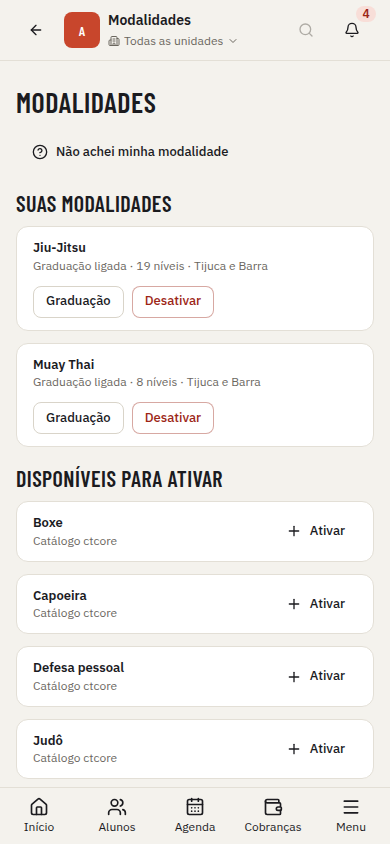 Modalidades
4
A
Todas as unidades
MODALIDADES
Não achei minha modalidade
SUAS MODALIDADES
Jiu-Jitsu
Graduação ligada · 19 níveis · Tijuca e Barra
Graduação
Desativar
Muay Thai
Graduação ligada · 8 níveis · Tijuca e Barra
Graduação
Desativar
DISPONÍVEIS PARA ATIVAR
Boxe
Catálogo ctcore
Ativar
Capoeira
Catálogo ctcore
Ativar
Defesa pessoal
Catálogo ctcore
Ativar
Judô
Catálogo ctcore
Ativar
Início
Alunos
Agenda
Cobranças
Menu